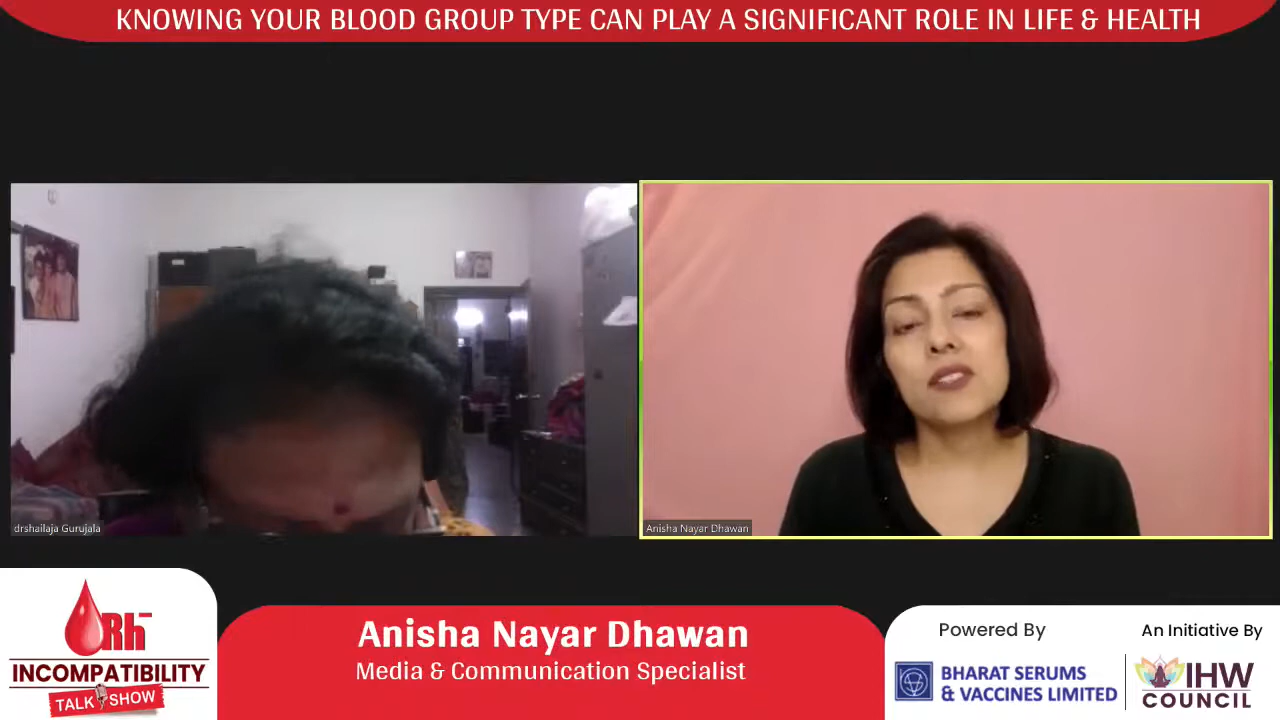 KNOWING YOUR BLOOD GROUP TYPE CAN PLAY A SIGNIFICANT ROLE IN LIFE & HEALTH
drshailaja Gurujala
Anisha Nayar Dhawan
Rh-
INCOMPATIBILITY
TALK SHOW
Anisha Nayar Dhawan
Media & Communication Specialist
Powered By
BHARAT SERUMS
& VACCINES LIMITED
An Initiative By
IHW
COUNCIL